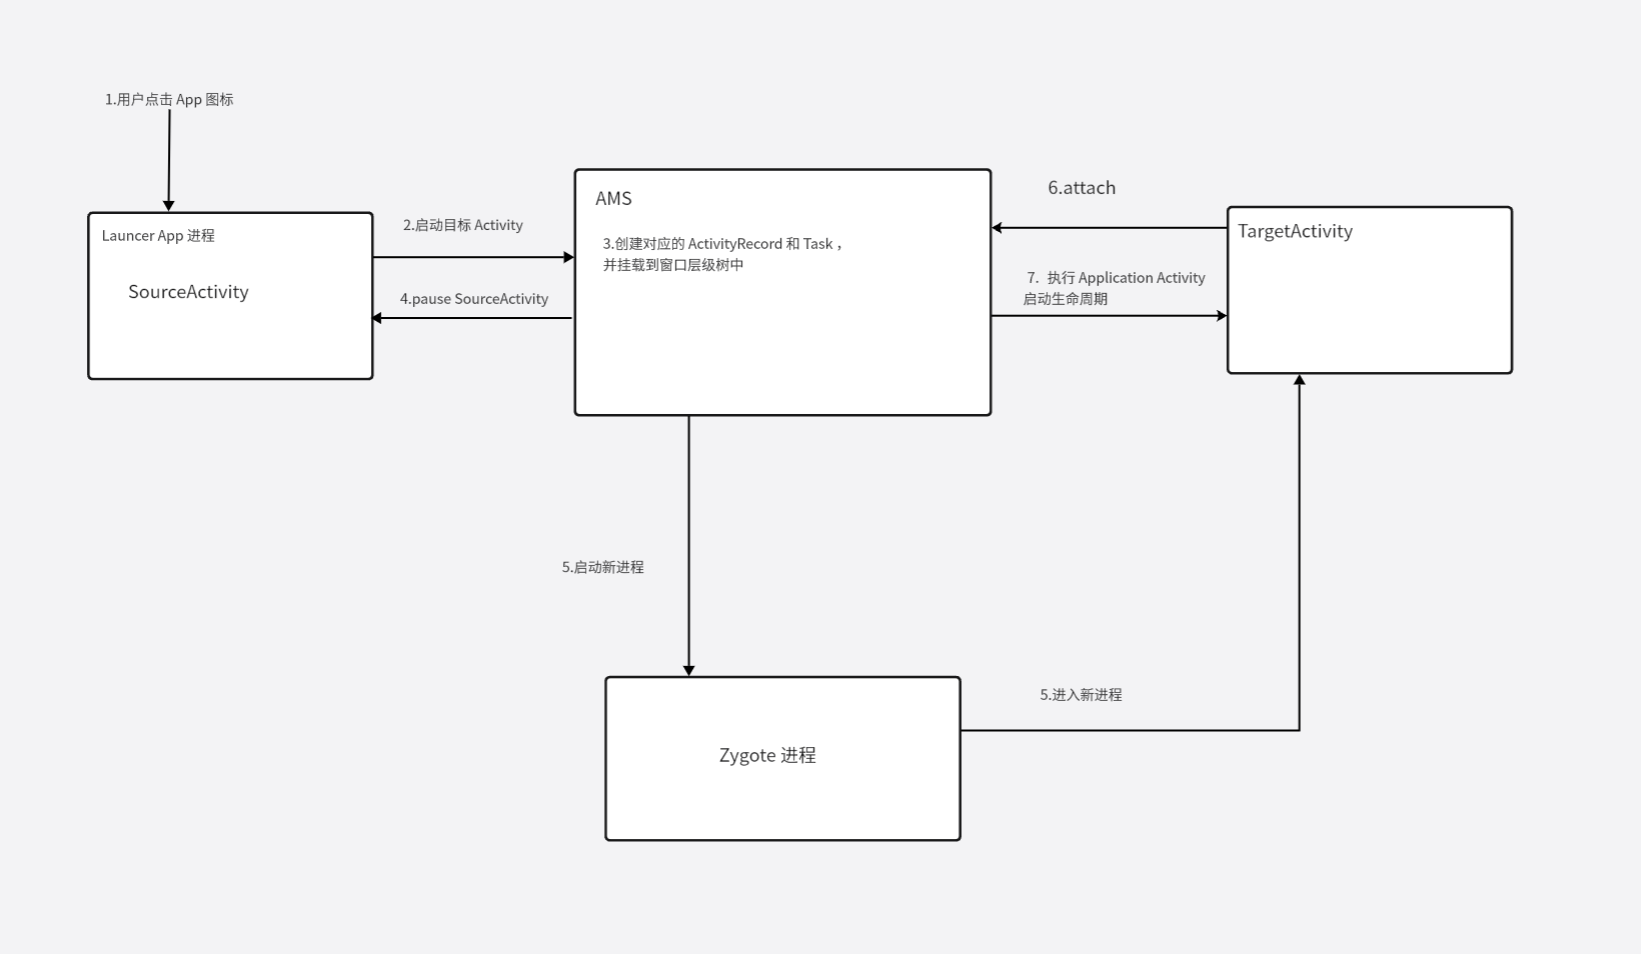 1.用户点击 App 图标
Launcer App 进程
SourceActivity
2.启动目标 Activity
4.pause SourceActivity
AMS
3.创建对应的 ActivityRecord 和 Task，
并挂载到窗口层级树中
6.attach
7. 执行 Application Activity
启动生命周期
TargetActivity
5.启动新进程
Zygote 进程
5.进入新进程